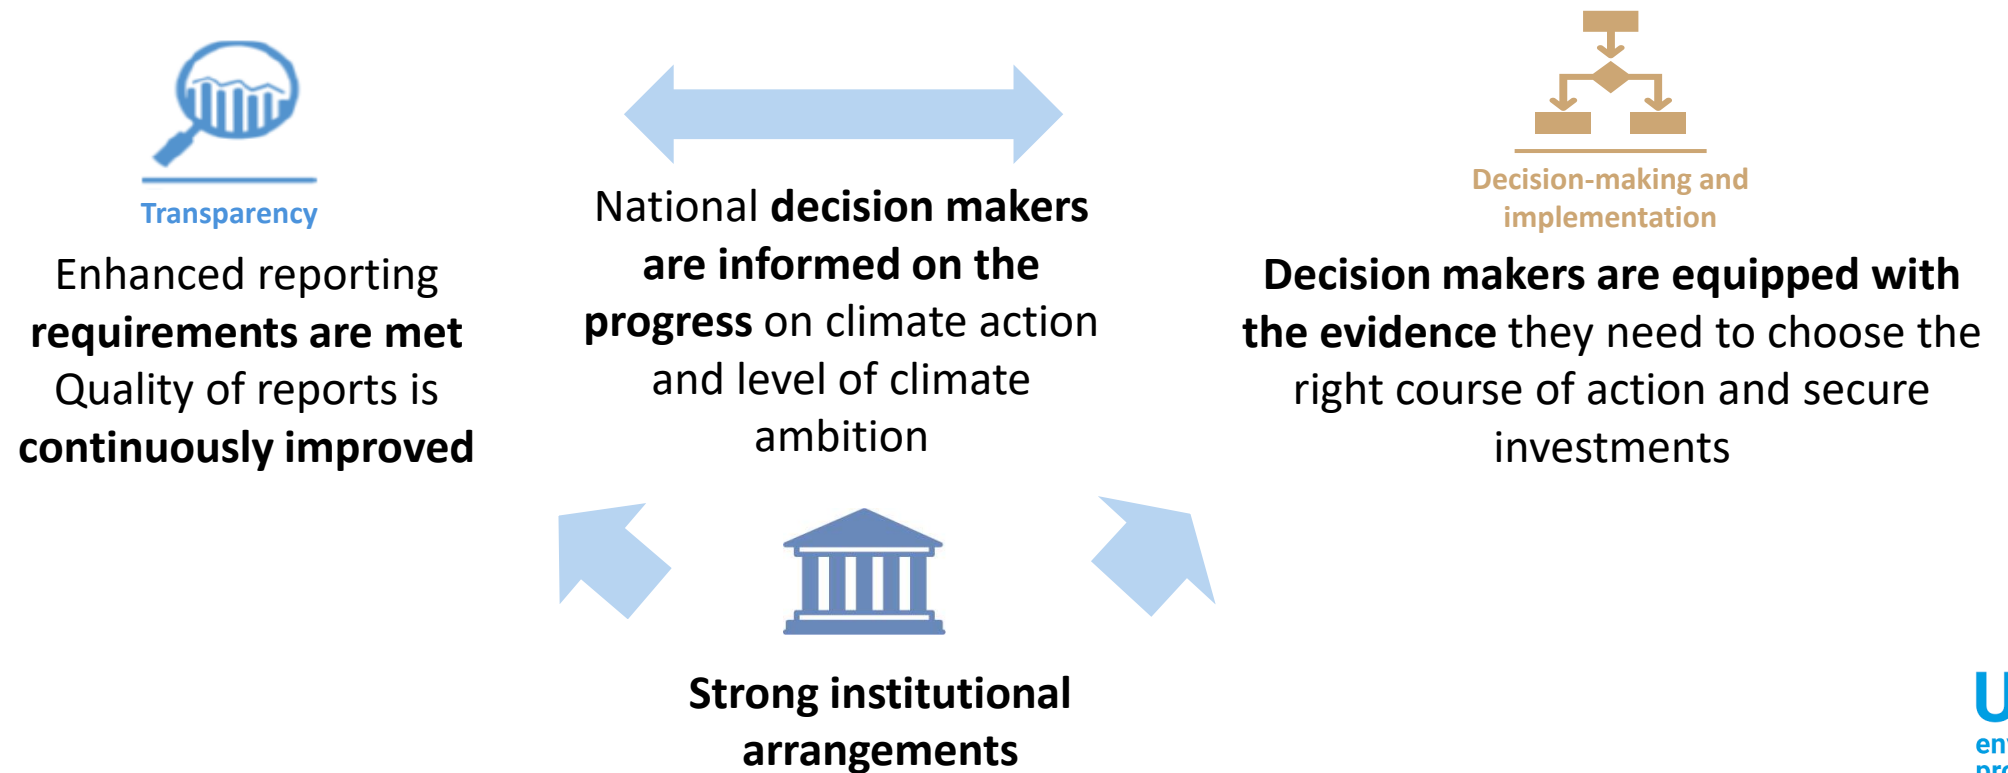 Transparency
Enhanced reporting
requirements are met
Quality of reports is
continuously improved
National decision makers
are informed on the
progress on climate action
and level of climate
ambition
Decision-making and
implementation
Decision makers are equipped with
the evidence they need to choose the
right course of action and secure
investments
Strong institutional
arrangements